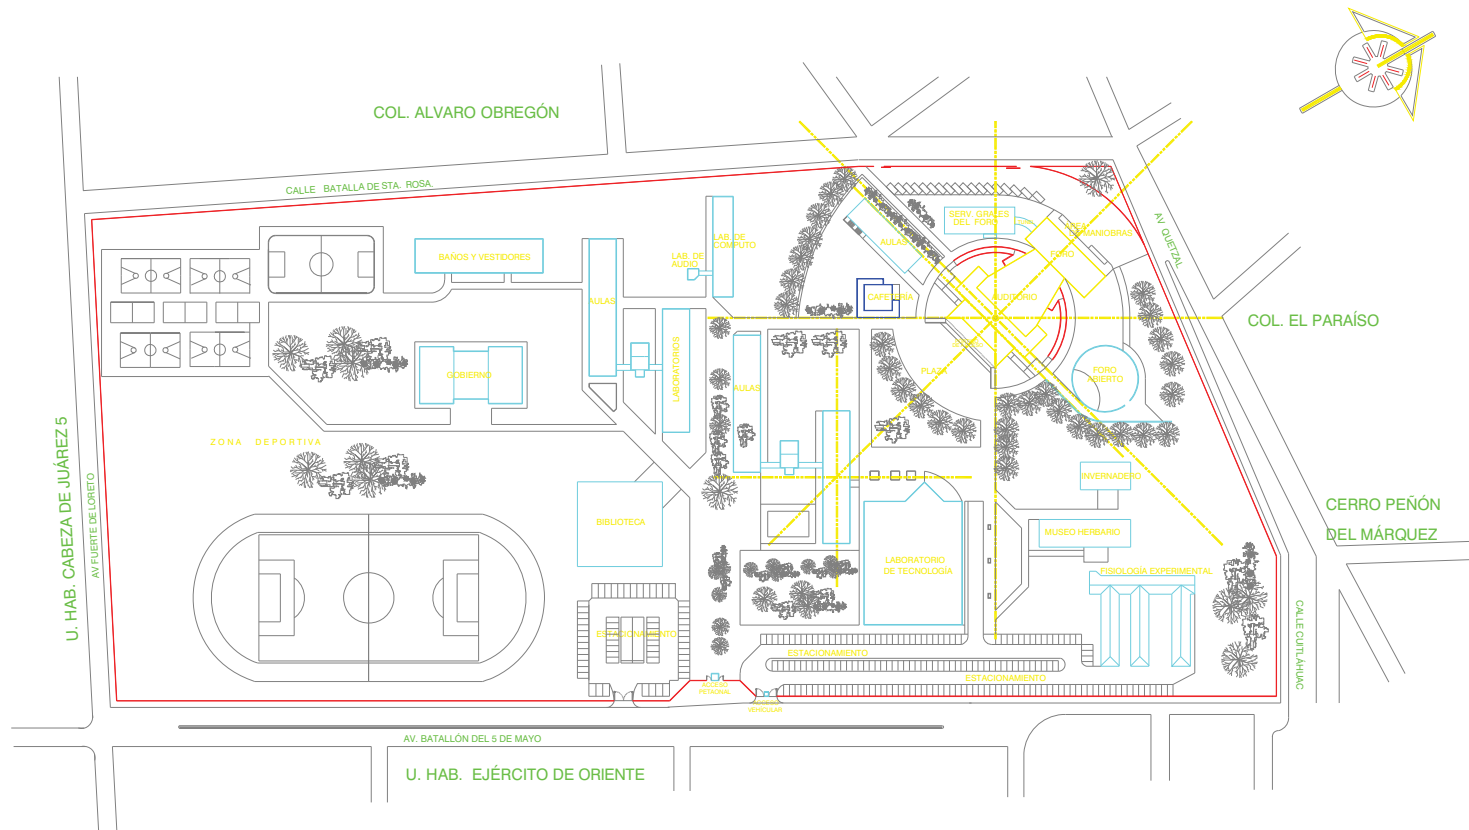 COL. ALVARO OBREGÓN
CALLE BATALLA DE STA. ROSA.
SERV. GRALES
DEL FORO
AV QUETZAL
MANIOBRAS
LAB. DE
COMPUTO
AULAS
BAÑOS Y VESTIDORES
LAB. DE
AUDIO
FORO
AULAS
CAFETERÍA
AUDITORIO
COL. EL PARAÍSO
LABORATORIOS
GOBIERNO
AULAS
PLAZA
FORO
ABIERTO
ZONA DEPORTIVA
U. HAB. CABEZA DE JUÁREZ 5
AV FUERTE DE LORETO
INVERNADERO
CERRO PEÑÓN
DEL MÁRQUEZ
BIBLIOTECA
MUSEO HERBARIO
LABORATORIO
DE TECNOLOGÍA
FISIOLOGÍA EXPERIMENTAL
ESTACIONAMIENTO
ESTACIONAMIENTO
ESTACIONAMIENTO
CALLE CUITLÁHUAC
ACCESO
PETAONAL
VEHICULAR
AV. BATALLÓN DEL 5 DE MAYO
U. HAB. EJÉRCITO DE ORIENTE